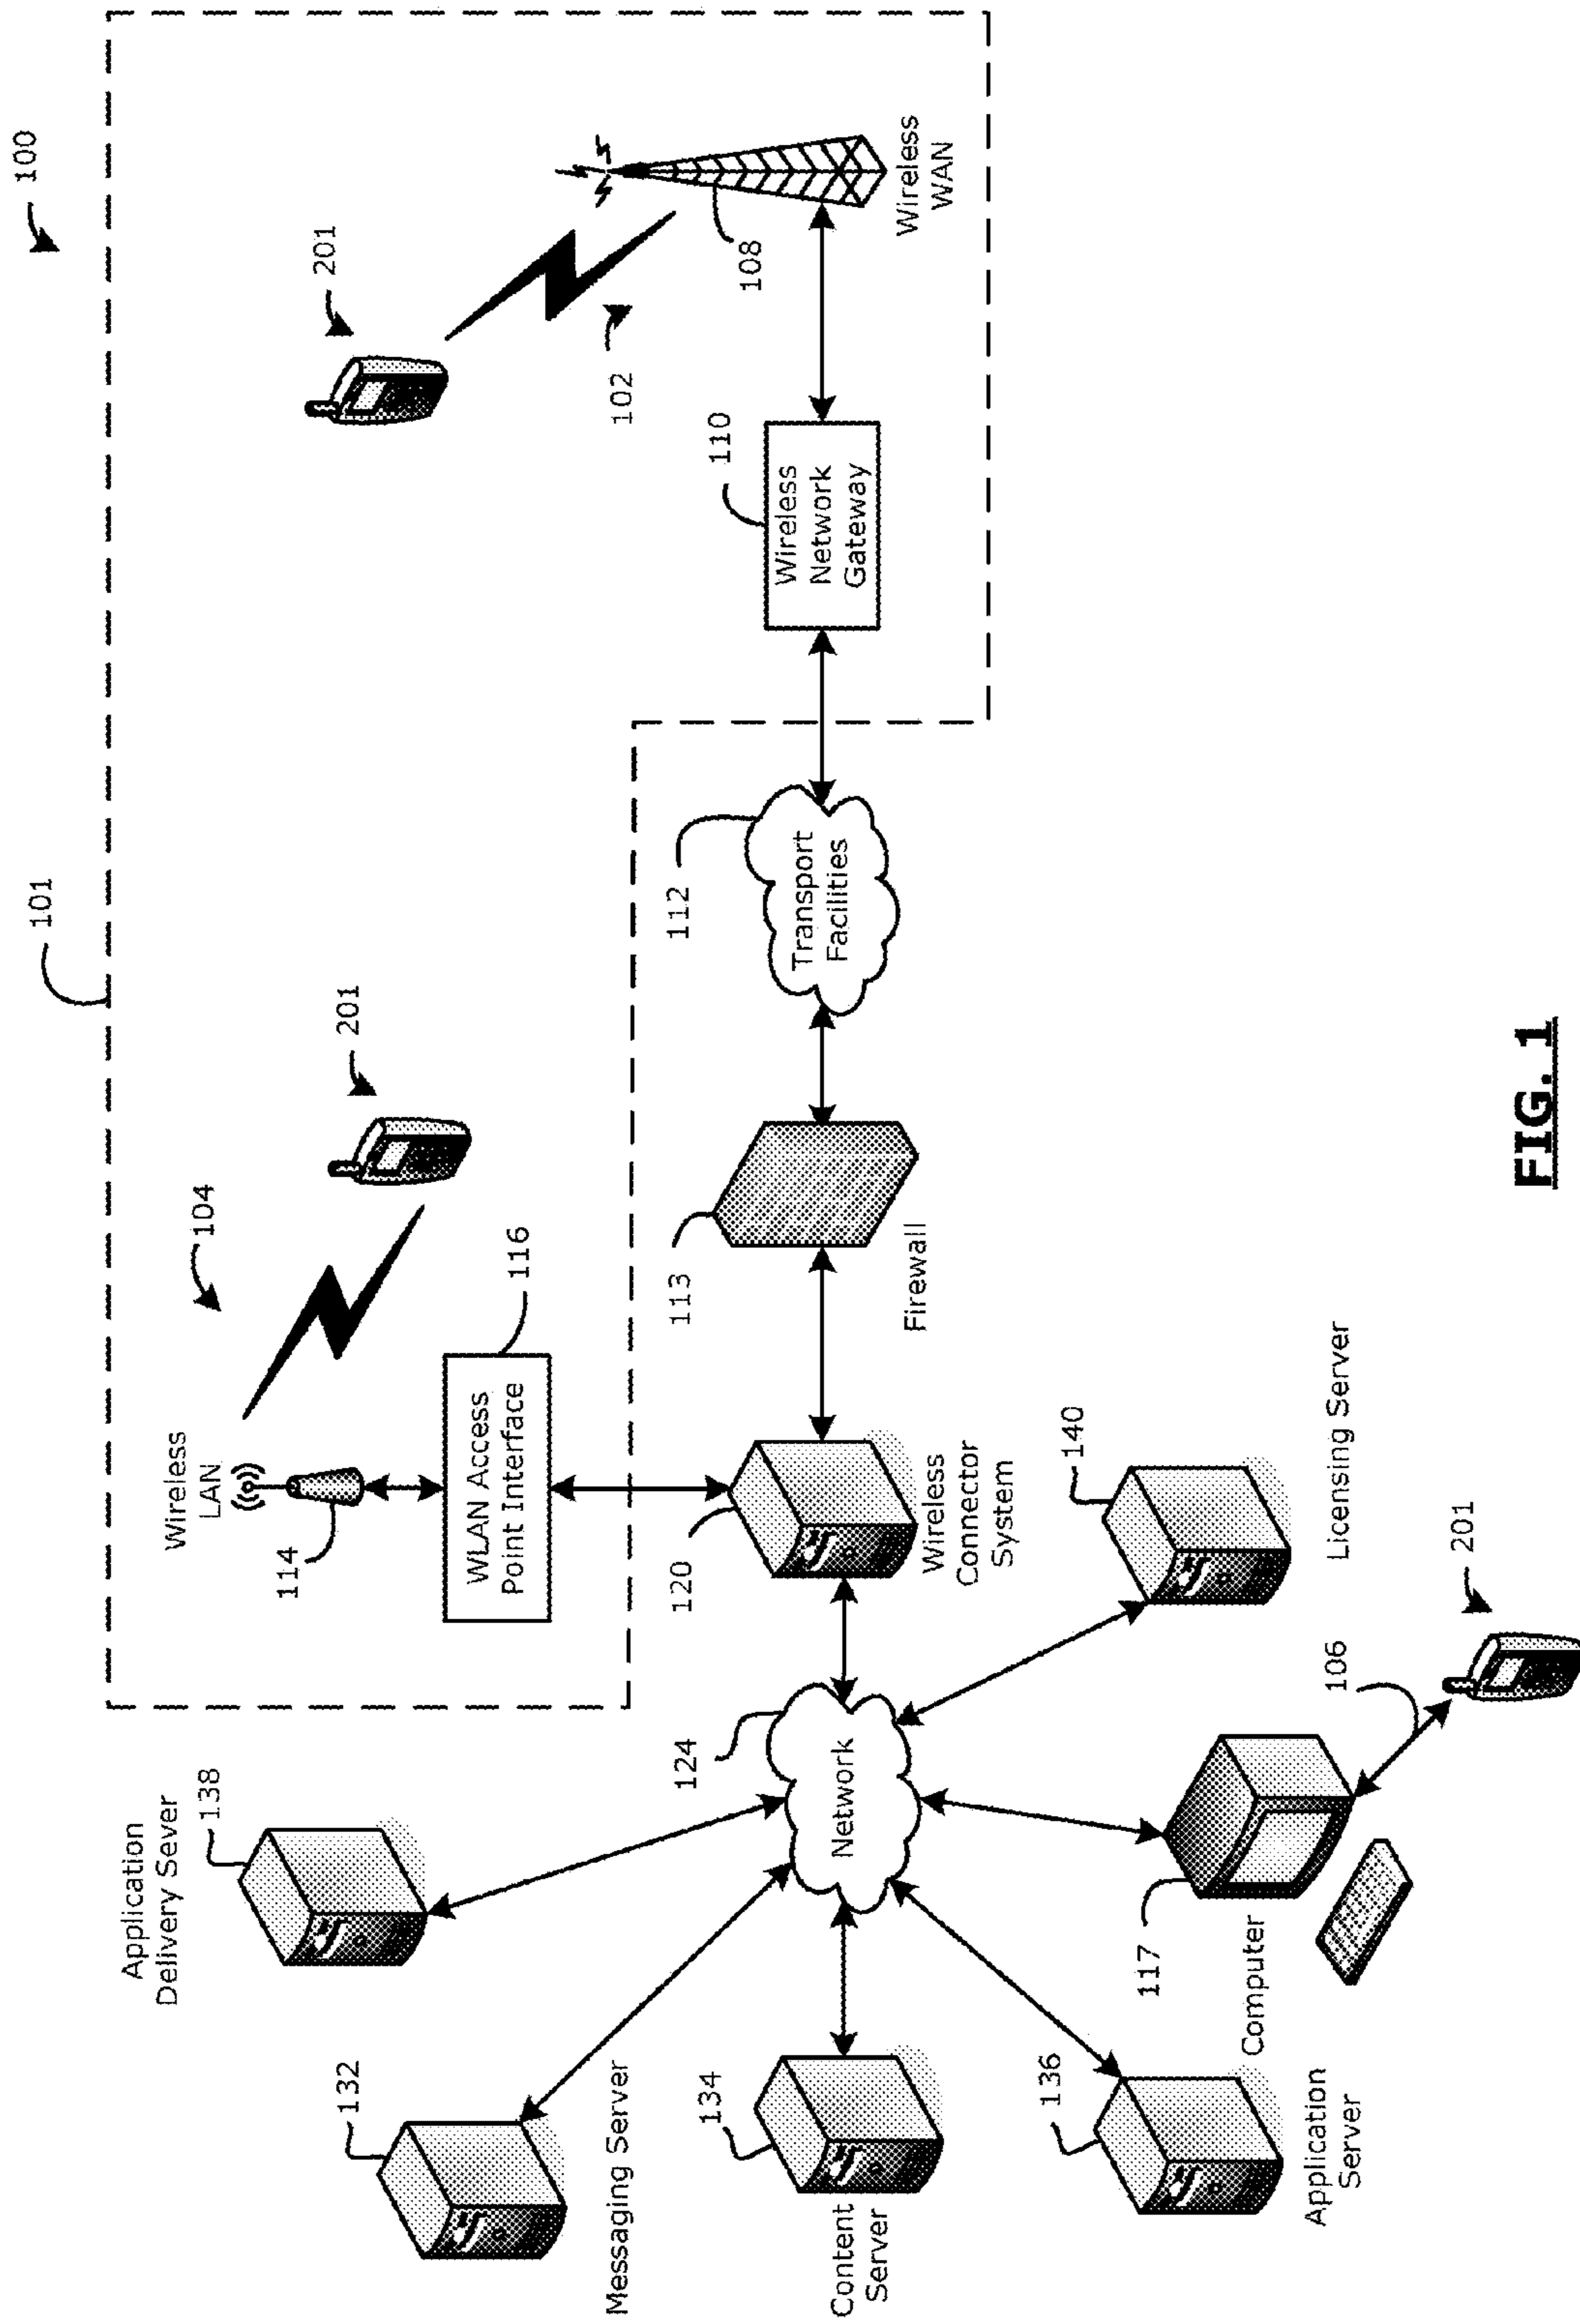 100
101
201
201
104
102
Wireless
LAN
114
WLAN Access
Point Interface
116
108
Wireless
WAN
110
Wireless
Network
Gateway
112
Transport
Facilities
113
Firewall
120
Wireless
Connector
System
124
Network
138
Application
Delivery Sever
132
Messaging Server
134
Content
Server
136
Application
Server
117
Computer
106
201
140
Licensing Server
FIG. 1